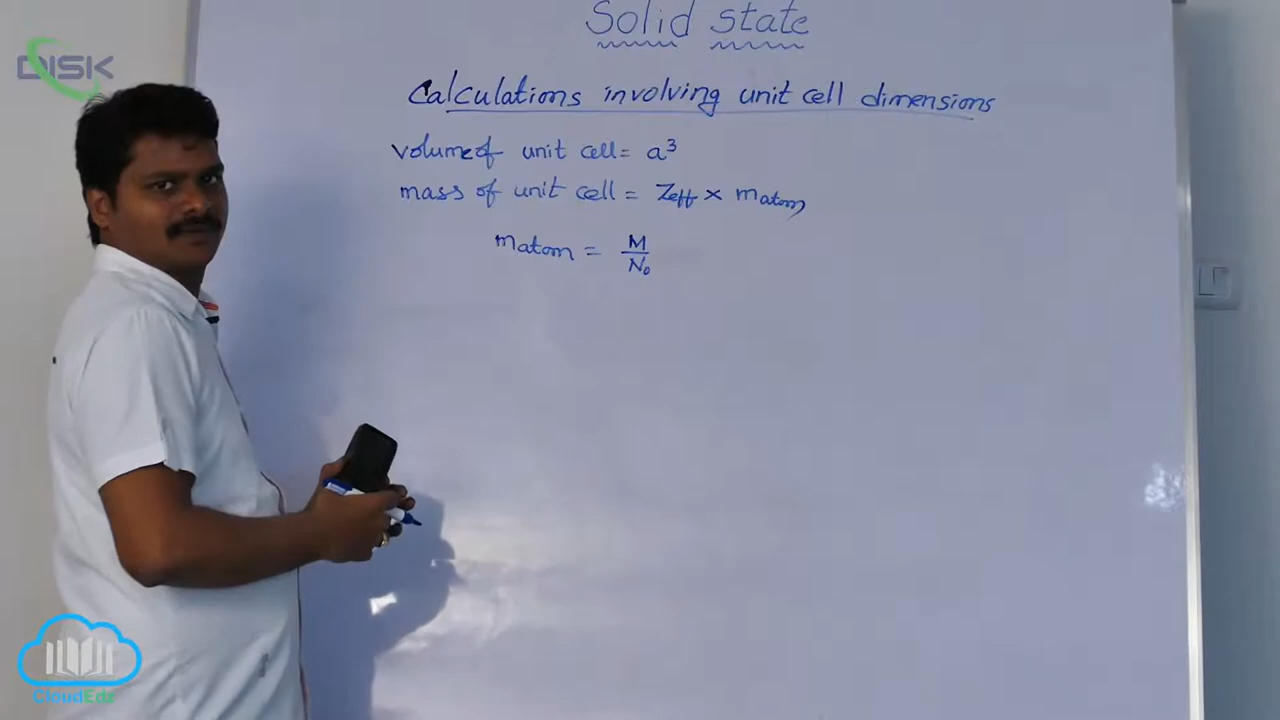 Solid state
DISK
Calculations involving unit cell dimensions
volume of unit cell = a³
mass of unit cell = Zeff × matom
matom = M/N₀
CloudEdz